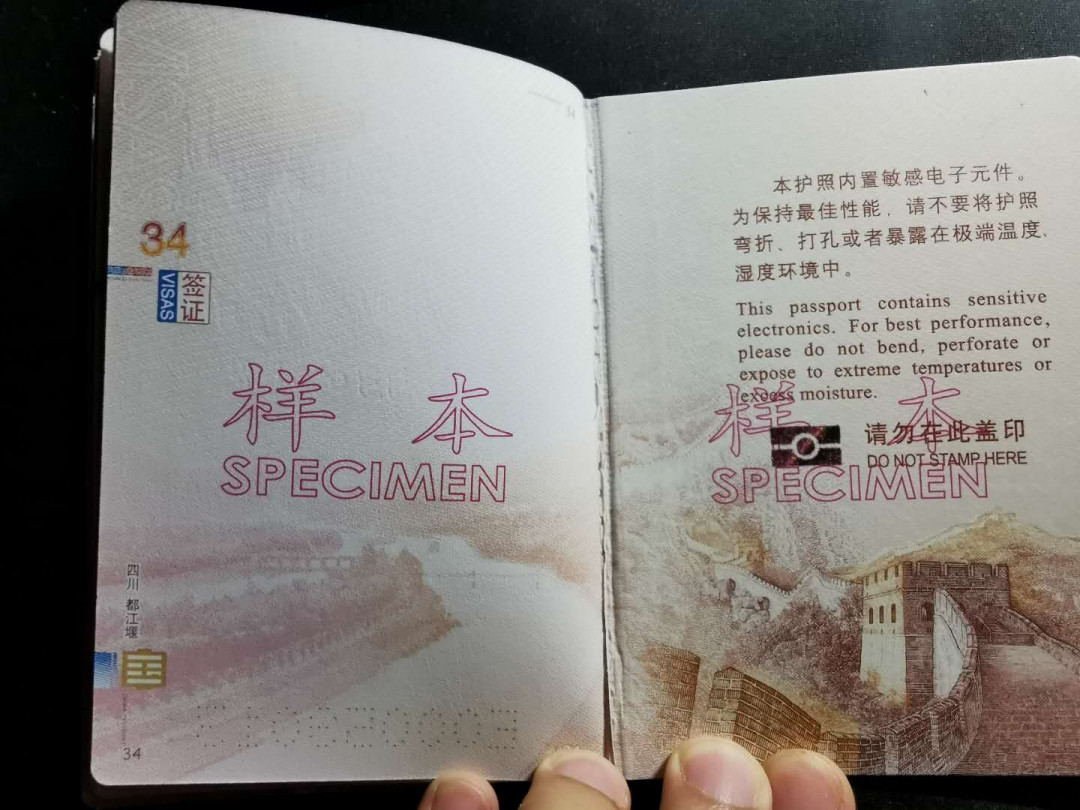 34
签证
VISAS
样本
SPECIMEN
四川 都江堰
34
本护照内置敏感电子元件。
为保持最佳性能，请不要将护照
弯折、打孔或者暴露在极端温度、
湿度环境中。
This passport contains sensitive
electronics. For best performance,
please do not bend, perforate or
expose to extreme temperatures or
excess moisture.
样本
请勿在此盖印
DO NOT STAMP HERE
SPECIMEN